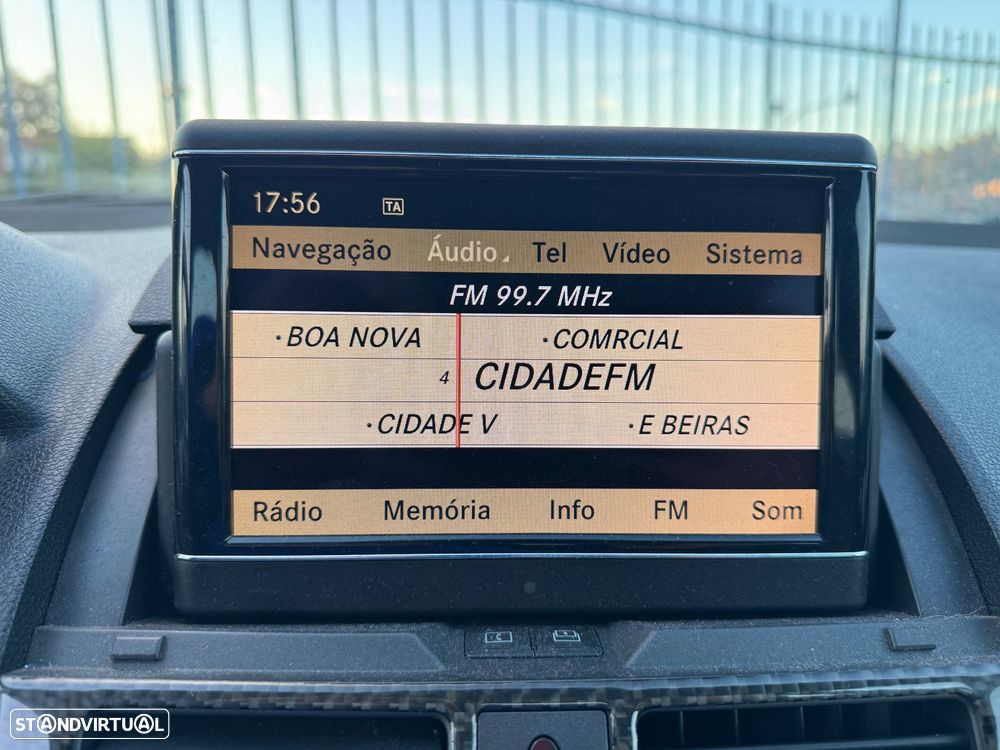 17:56 TA
Navegação Áudio Tel Vídeo Sistema
FM 99.7 MHz
·BOA NOVA ·COMRCIAL
4 CIDADEFM
·CIDADE V ·E BEIRAS
Rádio Memória Info FM Som
STANDVIRTUAL